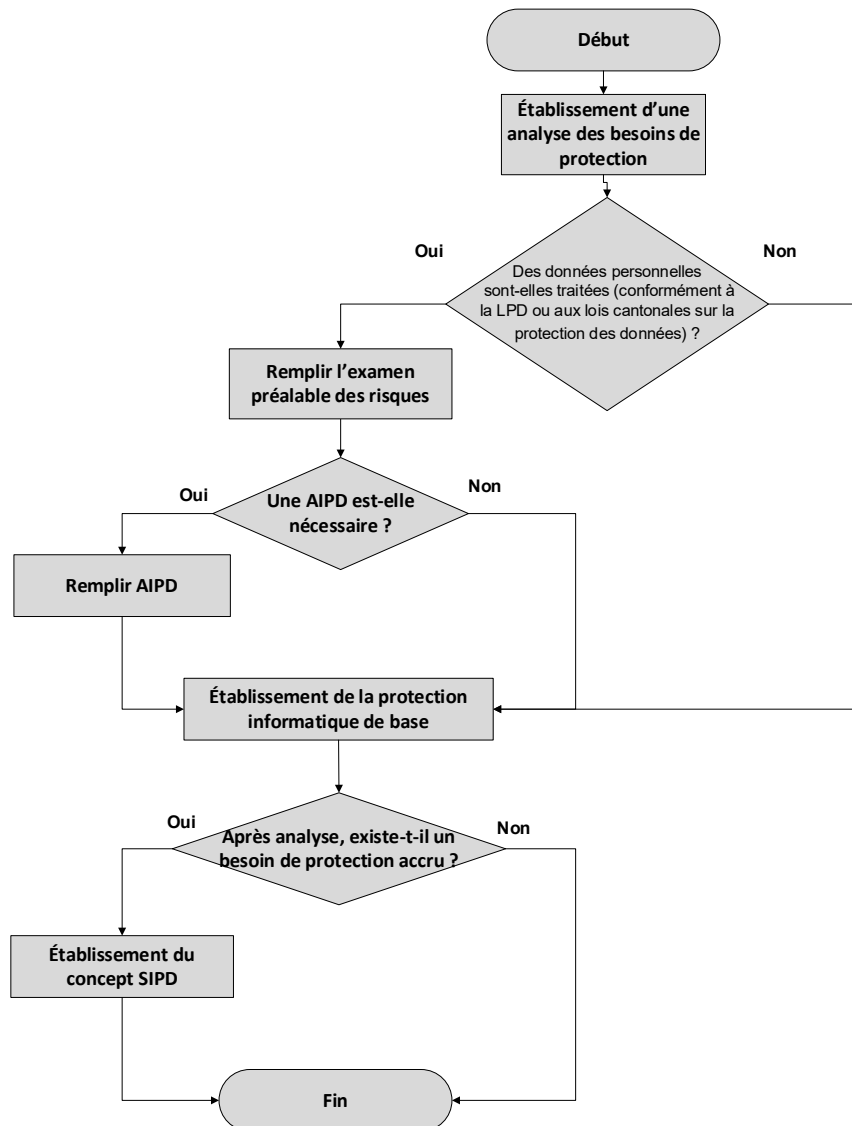 Début
Établissement d’une
analyse des besoins de
protection
Oui
Non
Des données personnelles
sont-elles traitées (conformément à
la LPD ou aux lois cantonales sur la
protection des données) ?
Remplir l’examen
préalable des risques
Oui
Non
Une AIPD est-elle
nécessaire ?
Remplir AIPD
Établissement de la protection
informatique de base
Oui
Non
Après analyse, existe-t-il un
besoin de protection accru ?
Établissement du
concept SIPD
Fin